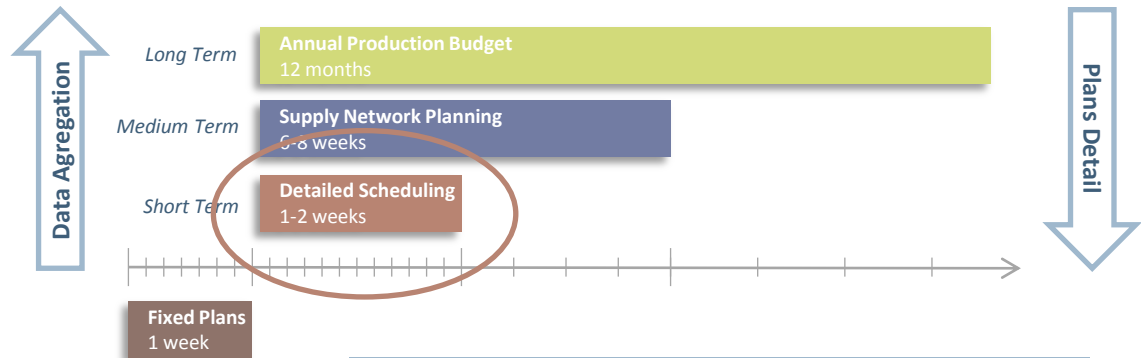 Data Agregation
Long Term
Annual Production Budget
12 months
Medium Term
Supply Network Planning
6-8 weeks
Short Term
Detailed Scheduling
1-2 weeks
Fixed Plans
1 week
Plans Detail